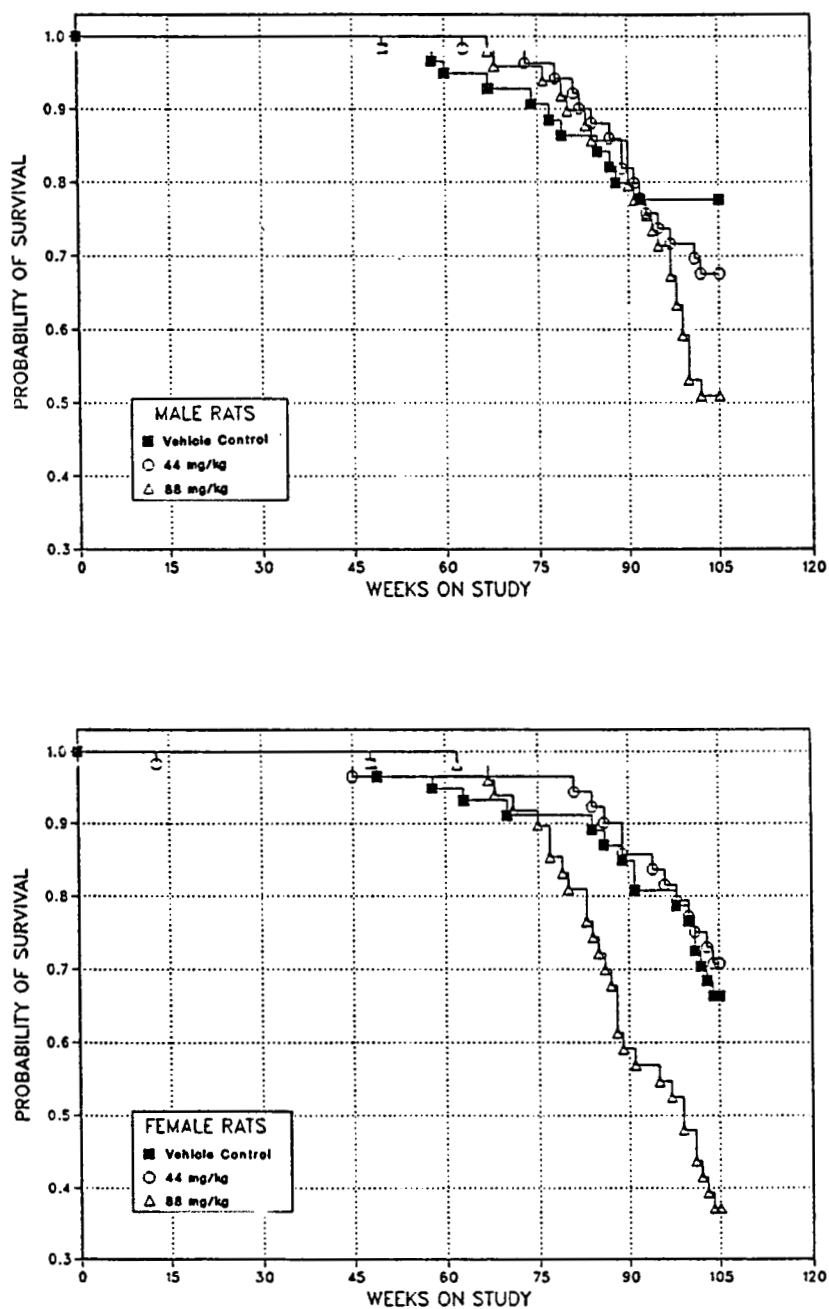 1.0
0.9
0.8
0.7
0.6
0.5
0.4
0.3
PROBABILITY OF SURVIVAL
MALE RATS
Vehicle Control
44 mg/kg
88 mg/kg
0 15 30 45 60 75 90 105 120
WEEKS ON STUDY
1.0
0.9
0.8
0.7
0.6
0.5
0.4
0.3
PROBABILITY OF SURVIVAL
FEMALE RATS
Vehicle Control
44 mg/kg
88 mg/kg
0 15 30 45 60 75 90 105 120
WEEKS ON STUDY